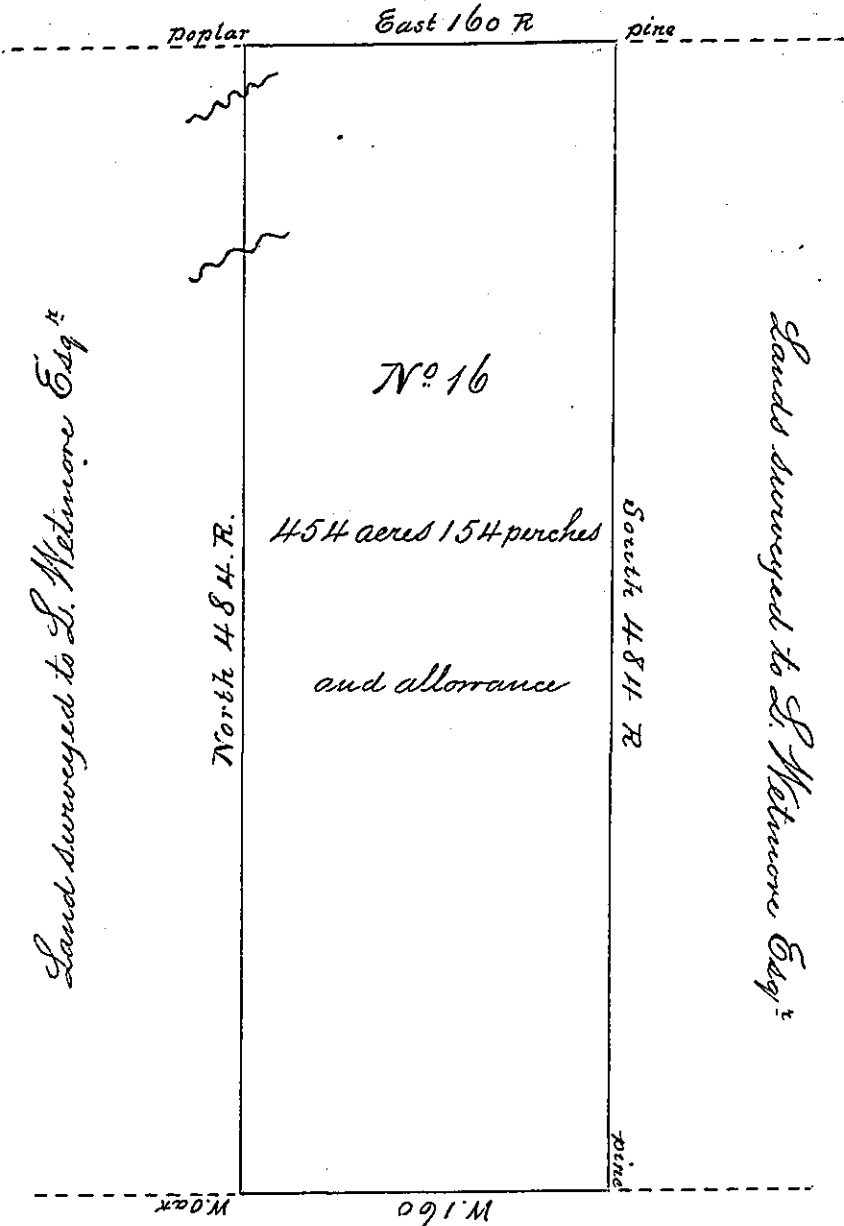 East 160 R
poplar
pine
Land surveyed to L. Wetmore Esqr
North 484. R.
No 16
454 acres 154 perches
and allowance
South 484 R
Lands surveyed to L. Wetmore Esqr
pine
W.Oak
W. 160